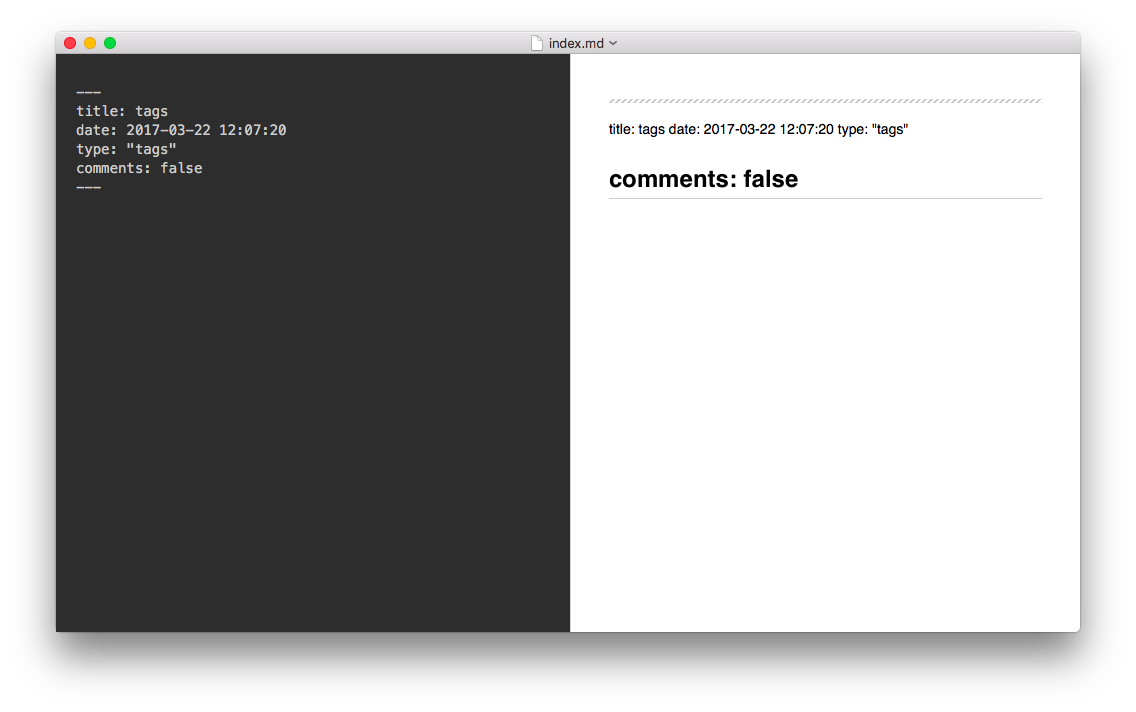 index.md
---
title: tags
date: 2017-03-22 12:07:20
type: "tags"
comments: false
---
title: tags date: 2017-03-22 12:07:20 type: "tags"
comments: false